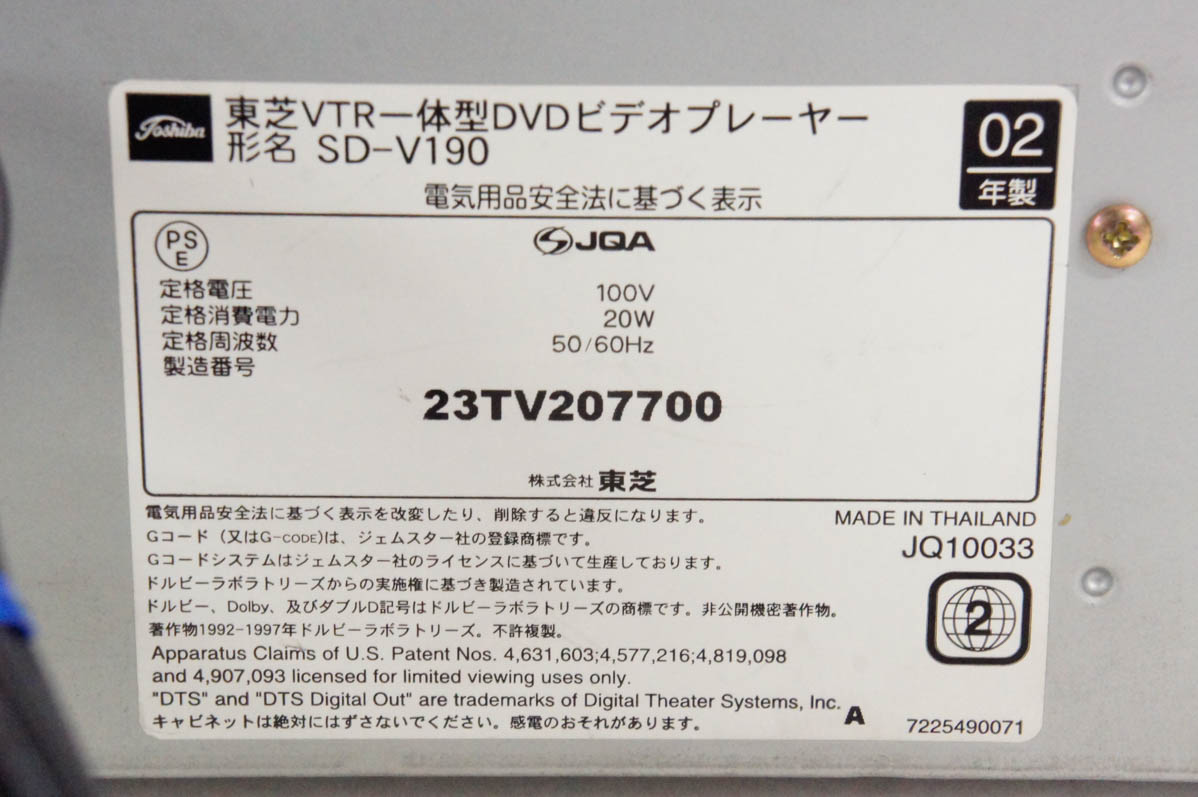 Toshiba
東芝VTR一体型DVDビデオプレーヤー
形名 SD-V190
02
年製
電気用品安全法に基づく表示
PS
E
JQA
定格電圧 100V
定格消費電力 20W
定格周波数 50/60Hz
製造番号
23TV207700
株式会社 東芝
電気用品安全法に基づく表示を改変したり、削除すると違反になります。
Gコード (又はG-CODE)は、ジェムスター社の登録商標です。
Gコードシステムはジェムスター社のライセンスに基づいて生産しております。
ドルビーラボラトリーズからの実施権に基づき製造されています。
ドルビー、Dolby、及びダブルD記号はドルビーラボラトリーズの商標です。非公開機密著作物。
著作物1992-1997年ドルビーラボラトリーズ。不許複製。
Apparatus Claims of U.S. Patent Nos. 4,631,603;4,577,216;4,819,098
and 4,907,093 licensed for limited viewing uses only.
"DTS" and "DTS Digital Out" are trademarks of Digital Theater Systems, Inc.
キャビネットは絶対にはずさないでください。感電のおそれがあります。
A
MADE IN THAILAND
JQ10033
2
7225490071